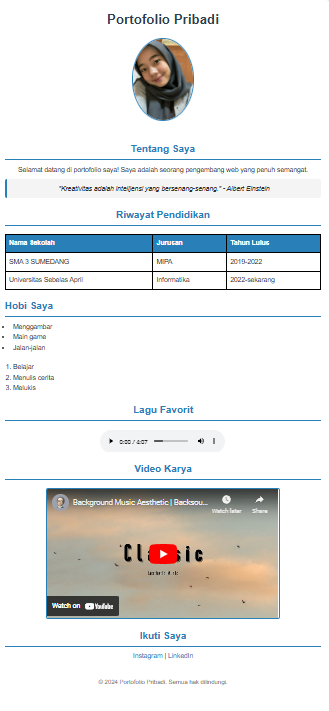 Portofolio Pribadi
Tentang Saya
Selamat datang di portofolio saya! Saya adalah seorang pengembang web yang penuh semangat.
"Kreativitas adalah intelijensi yang bersenang-senang." - Albert Einstein
Riwayat Pendidikan
Nama Sekolah Jurusan Tahun Lulus
SMA 3 SUMEDANG MIPA 2019-2022
Universitas Sebelas April Informatika 2022-sekarang
Hobi Saya
• Menggambar
• Main game
• Jalan-jalan
1. Belajar
2. Menulis cerita
3. Melukis
Lagu Favorit
0:00 / 4:07
Video Karya
Background Music Aesthetic | Backsou...
Watch later Share
Classic
Watch on YouTube
Ikuti Saya
Instagram | LinkedIn
© 2024 Portofolio Pribadi. Semua hak dilindungi.